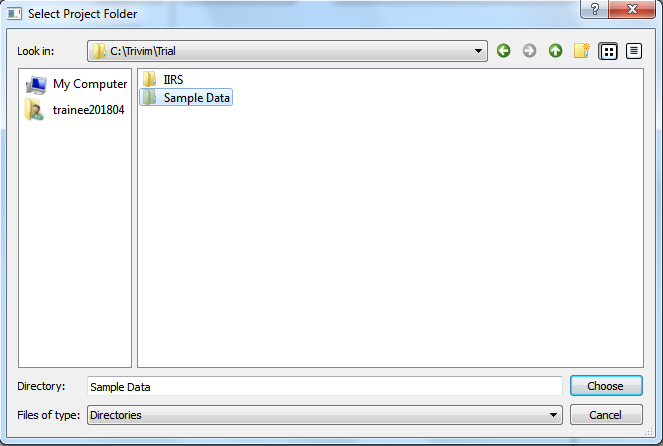 Select Project Folder
Look in: C:\Trivim\Trial
My Computer
trainee201804
IIRS
Sample Data
Directory: Sample Data Choose
Files of type: Directories Cancel